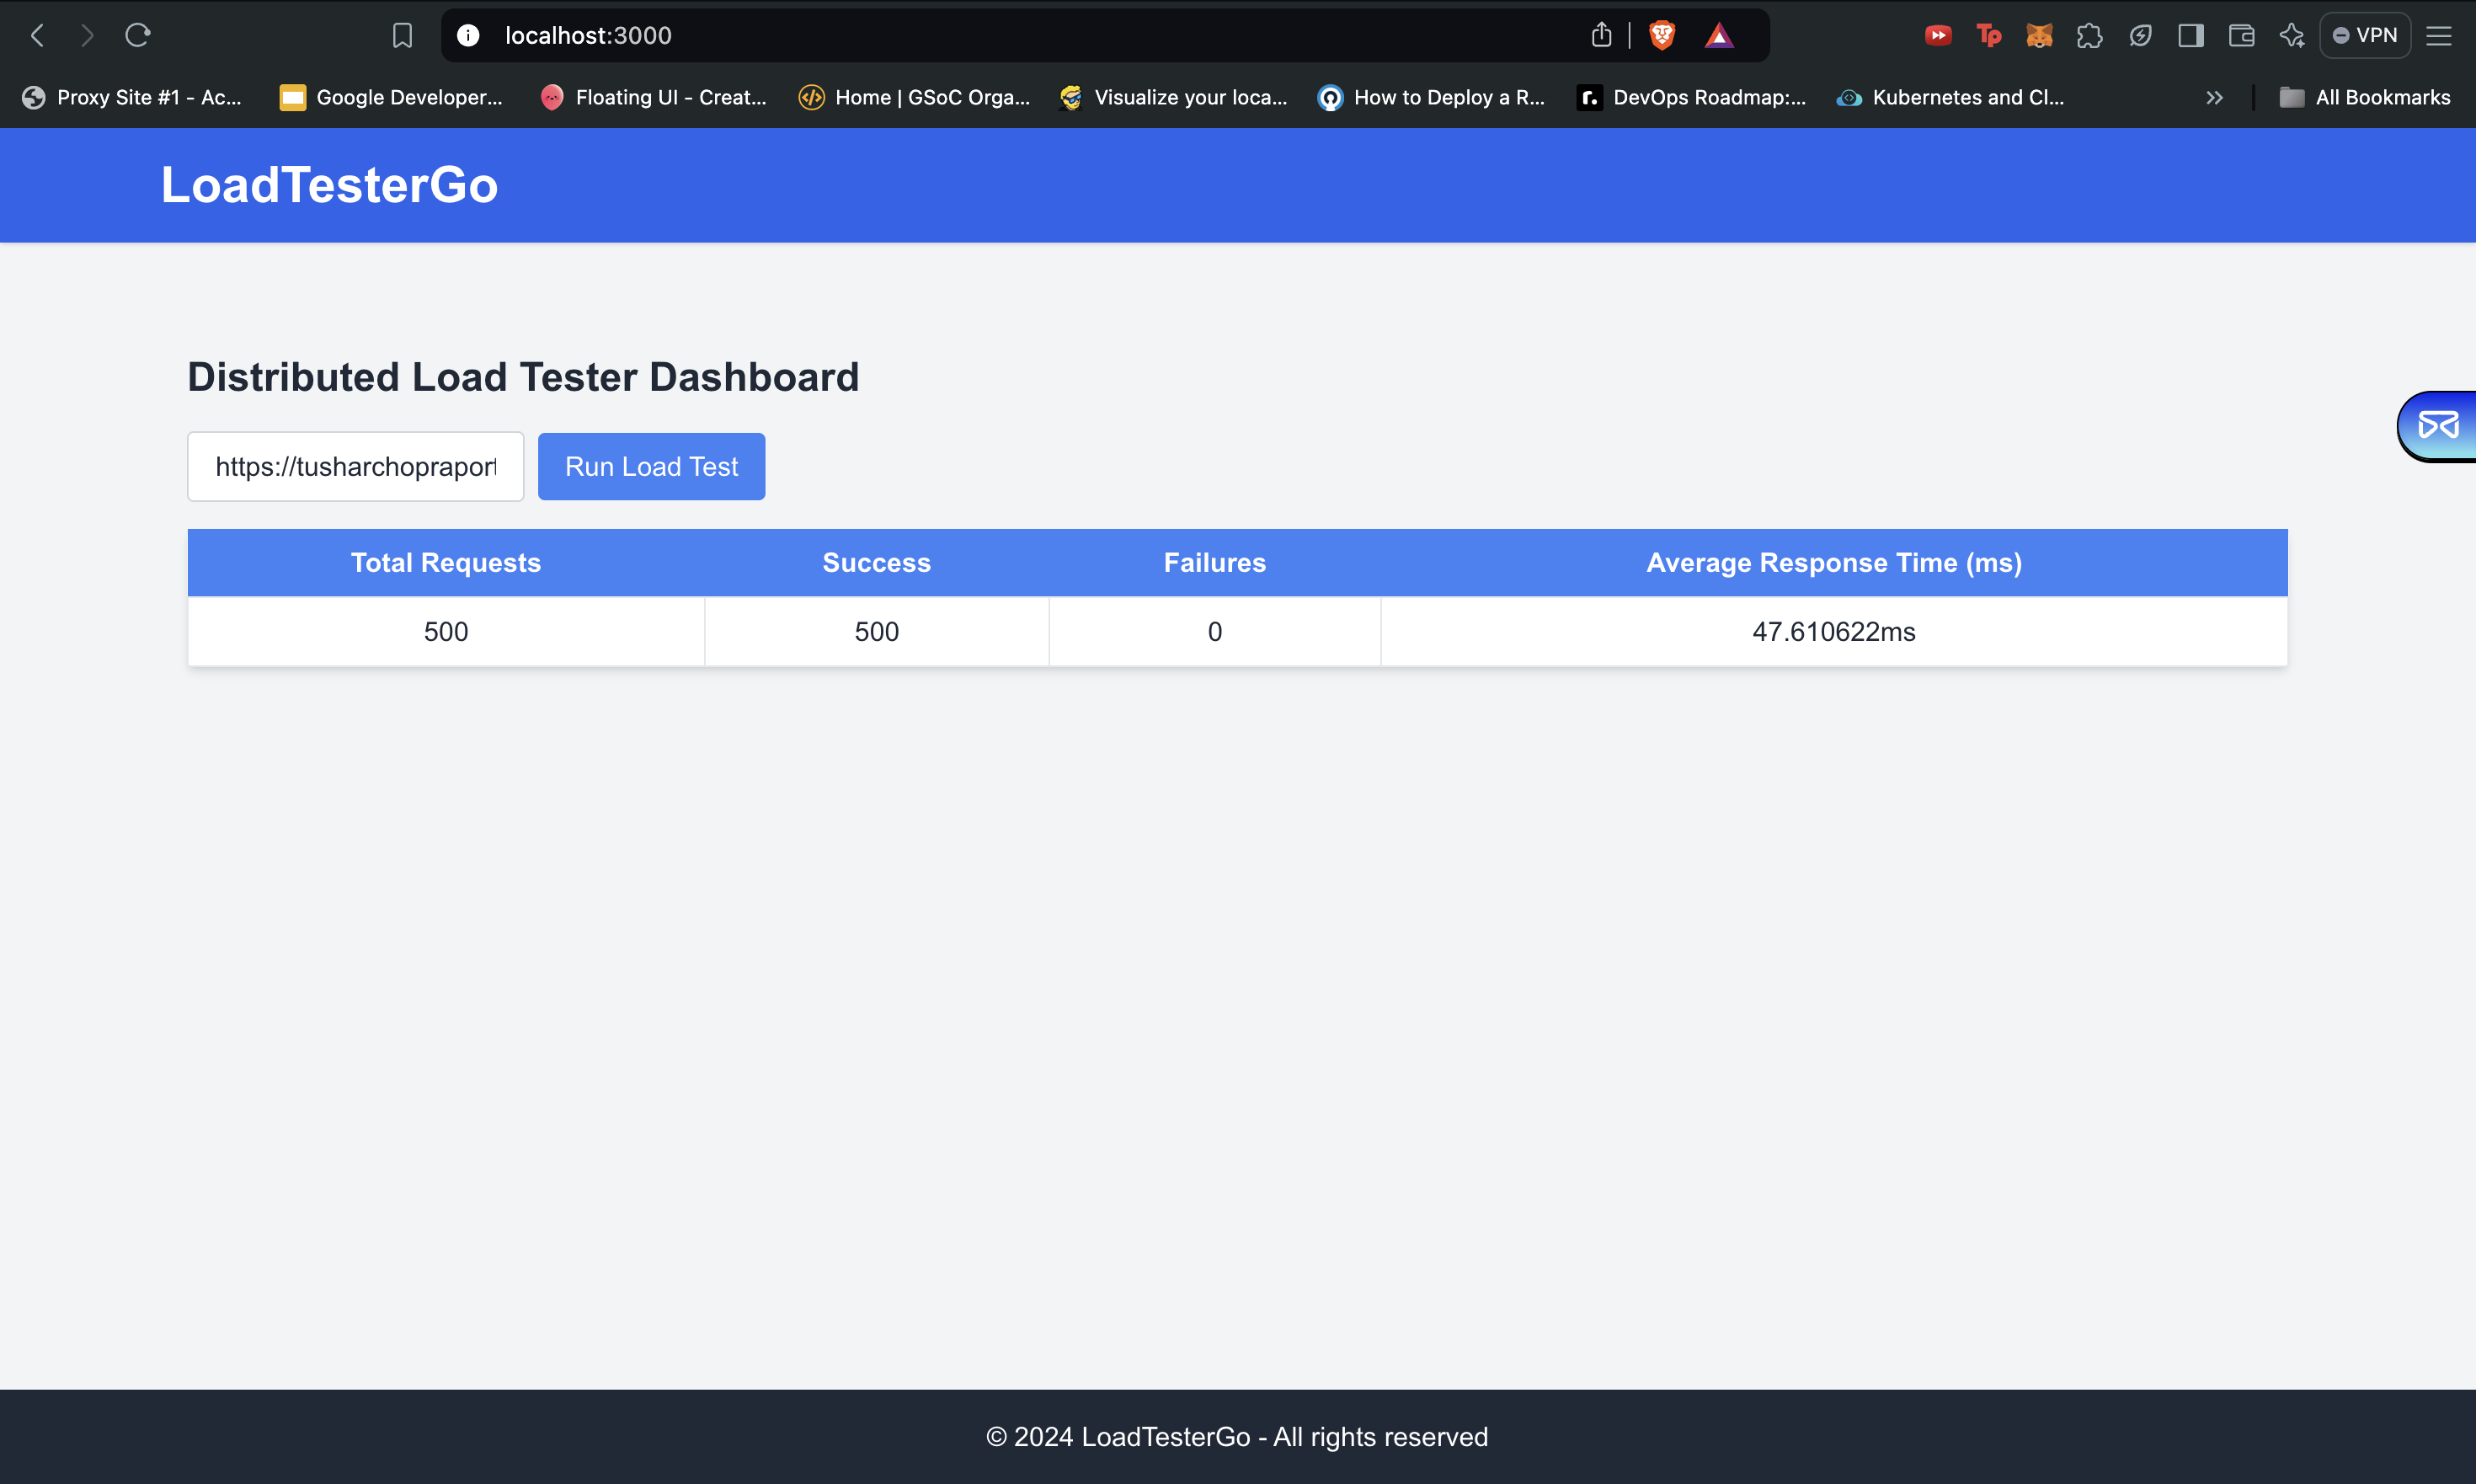 localhost:3000
VPN
Proxy Site #1 - Ac...
Google Developer...
Floating UI - Creat...
Home | GSoC Orga...
Visualize your loca...
How to Deploy a R...
DevOps Roadmap:...
Kubernetes and Cl...
All Bookmarks
LoadTesterGo
Distributed Load Tester Dashboard
https://tusharchopraport
Run Load Test
Total Requests Success Failures Average Response Time (ms)
500 500 0 47.610622ms
© 2024 LoadTesterGo - All rights reserved